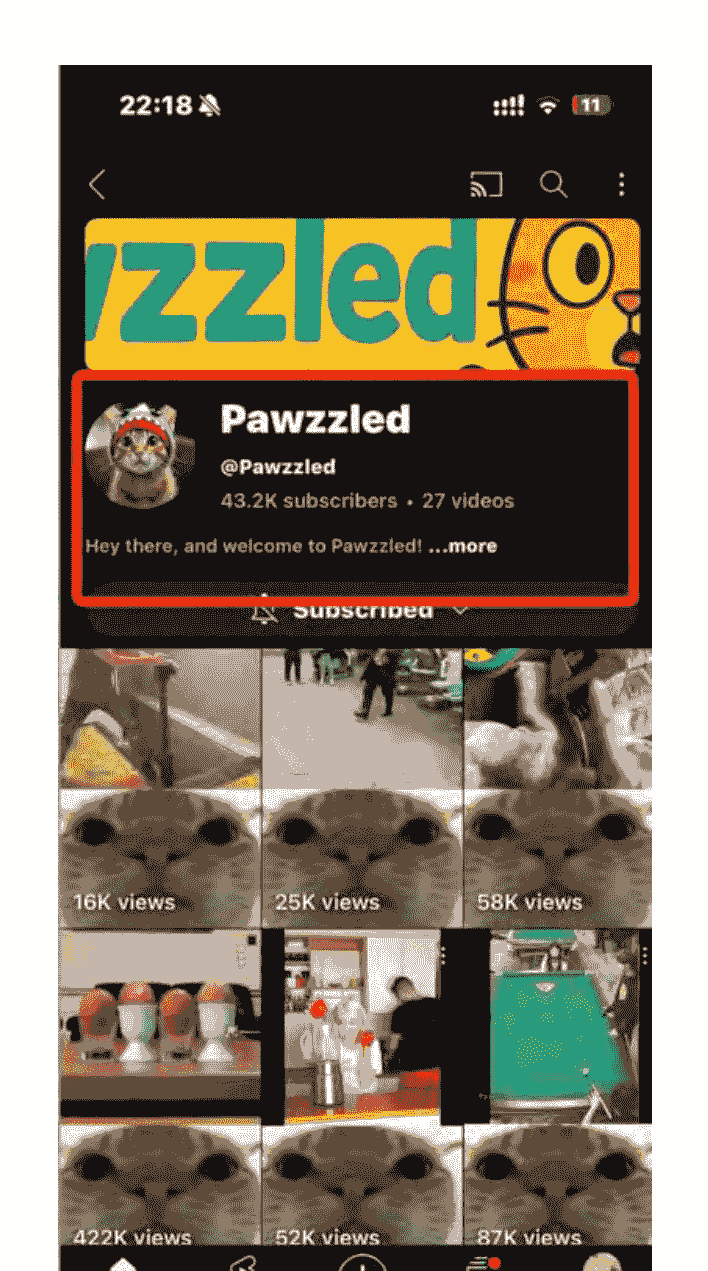 22:18
11
wzzled
Pawzzled
@Pawzzled
43.2K subscribers • 27 videos
Hey there, and welcome to Pawzzled! ...more
Subscribed
16K views
25K views
58K views
422K views
52K views
87K views